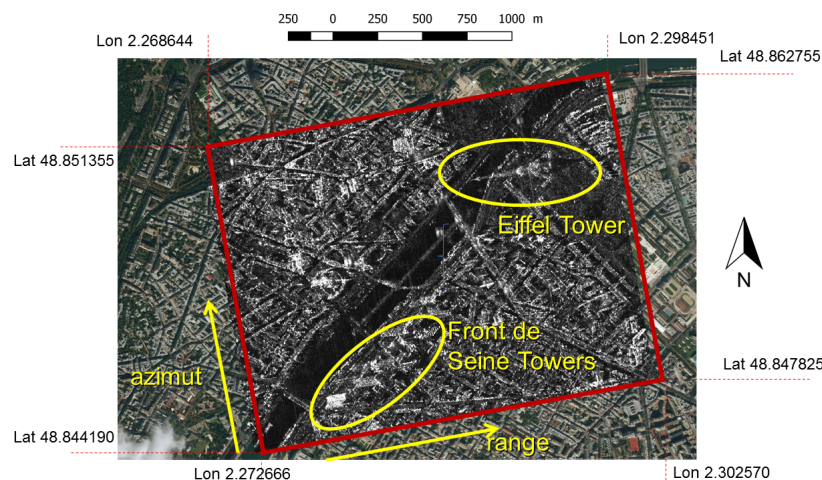 250 0 250 500 750 1000 m
Lon 2.268644
Lon 2.298451
Lat 48.862755
Lat 48.851355
Eiffel Tower
N
Front de
Seine Towers
azimut
Lat 48.847825
Lat 48.844190
range
Lon 2.272666
Lon 2.302570